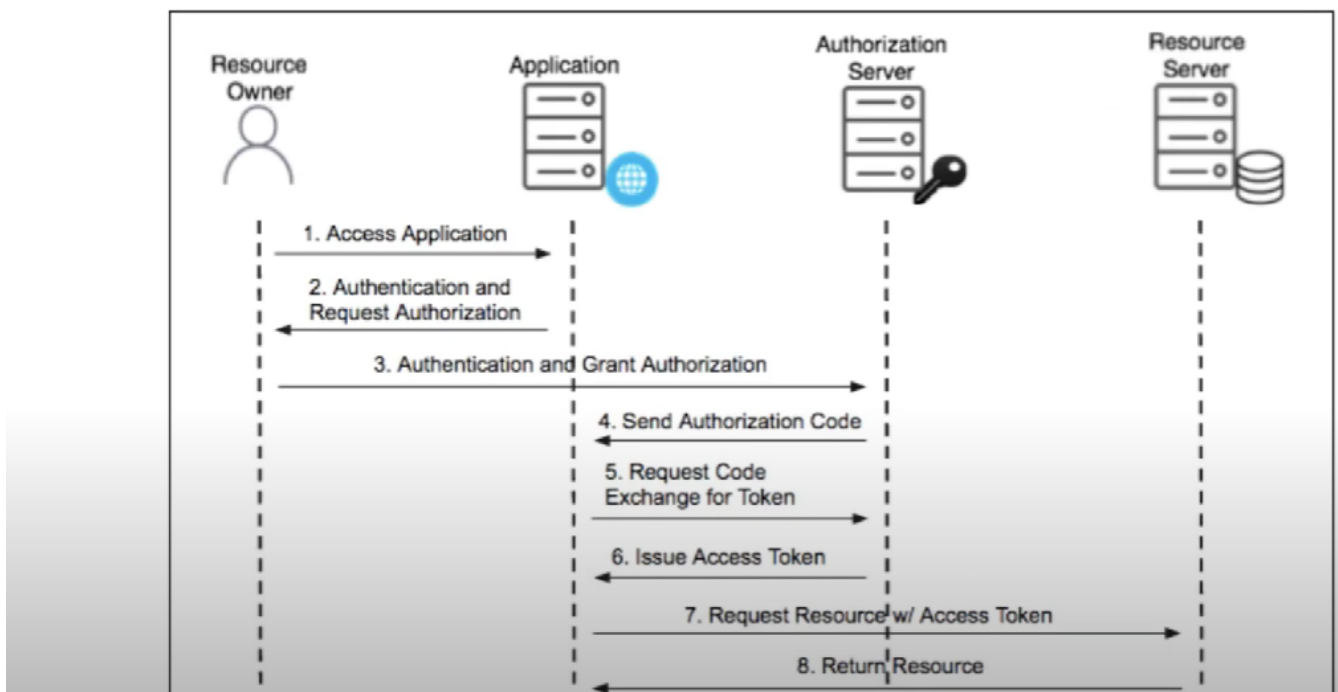 Resource
Owner
Application
Authorization
Server
Resource
Server
1. Access Application
2. Authentication and
Request Authorization
3. Authentication and Grant Authorization
4. Send Authorization Code
5. Request Code
Exchange for Token
6. Issue Access Token
7. Request Resource w/ Access Token
8. Return Resource